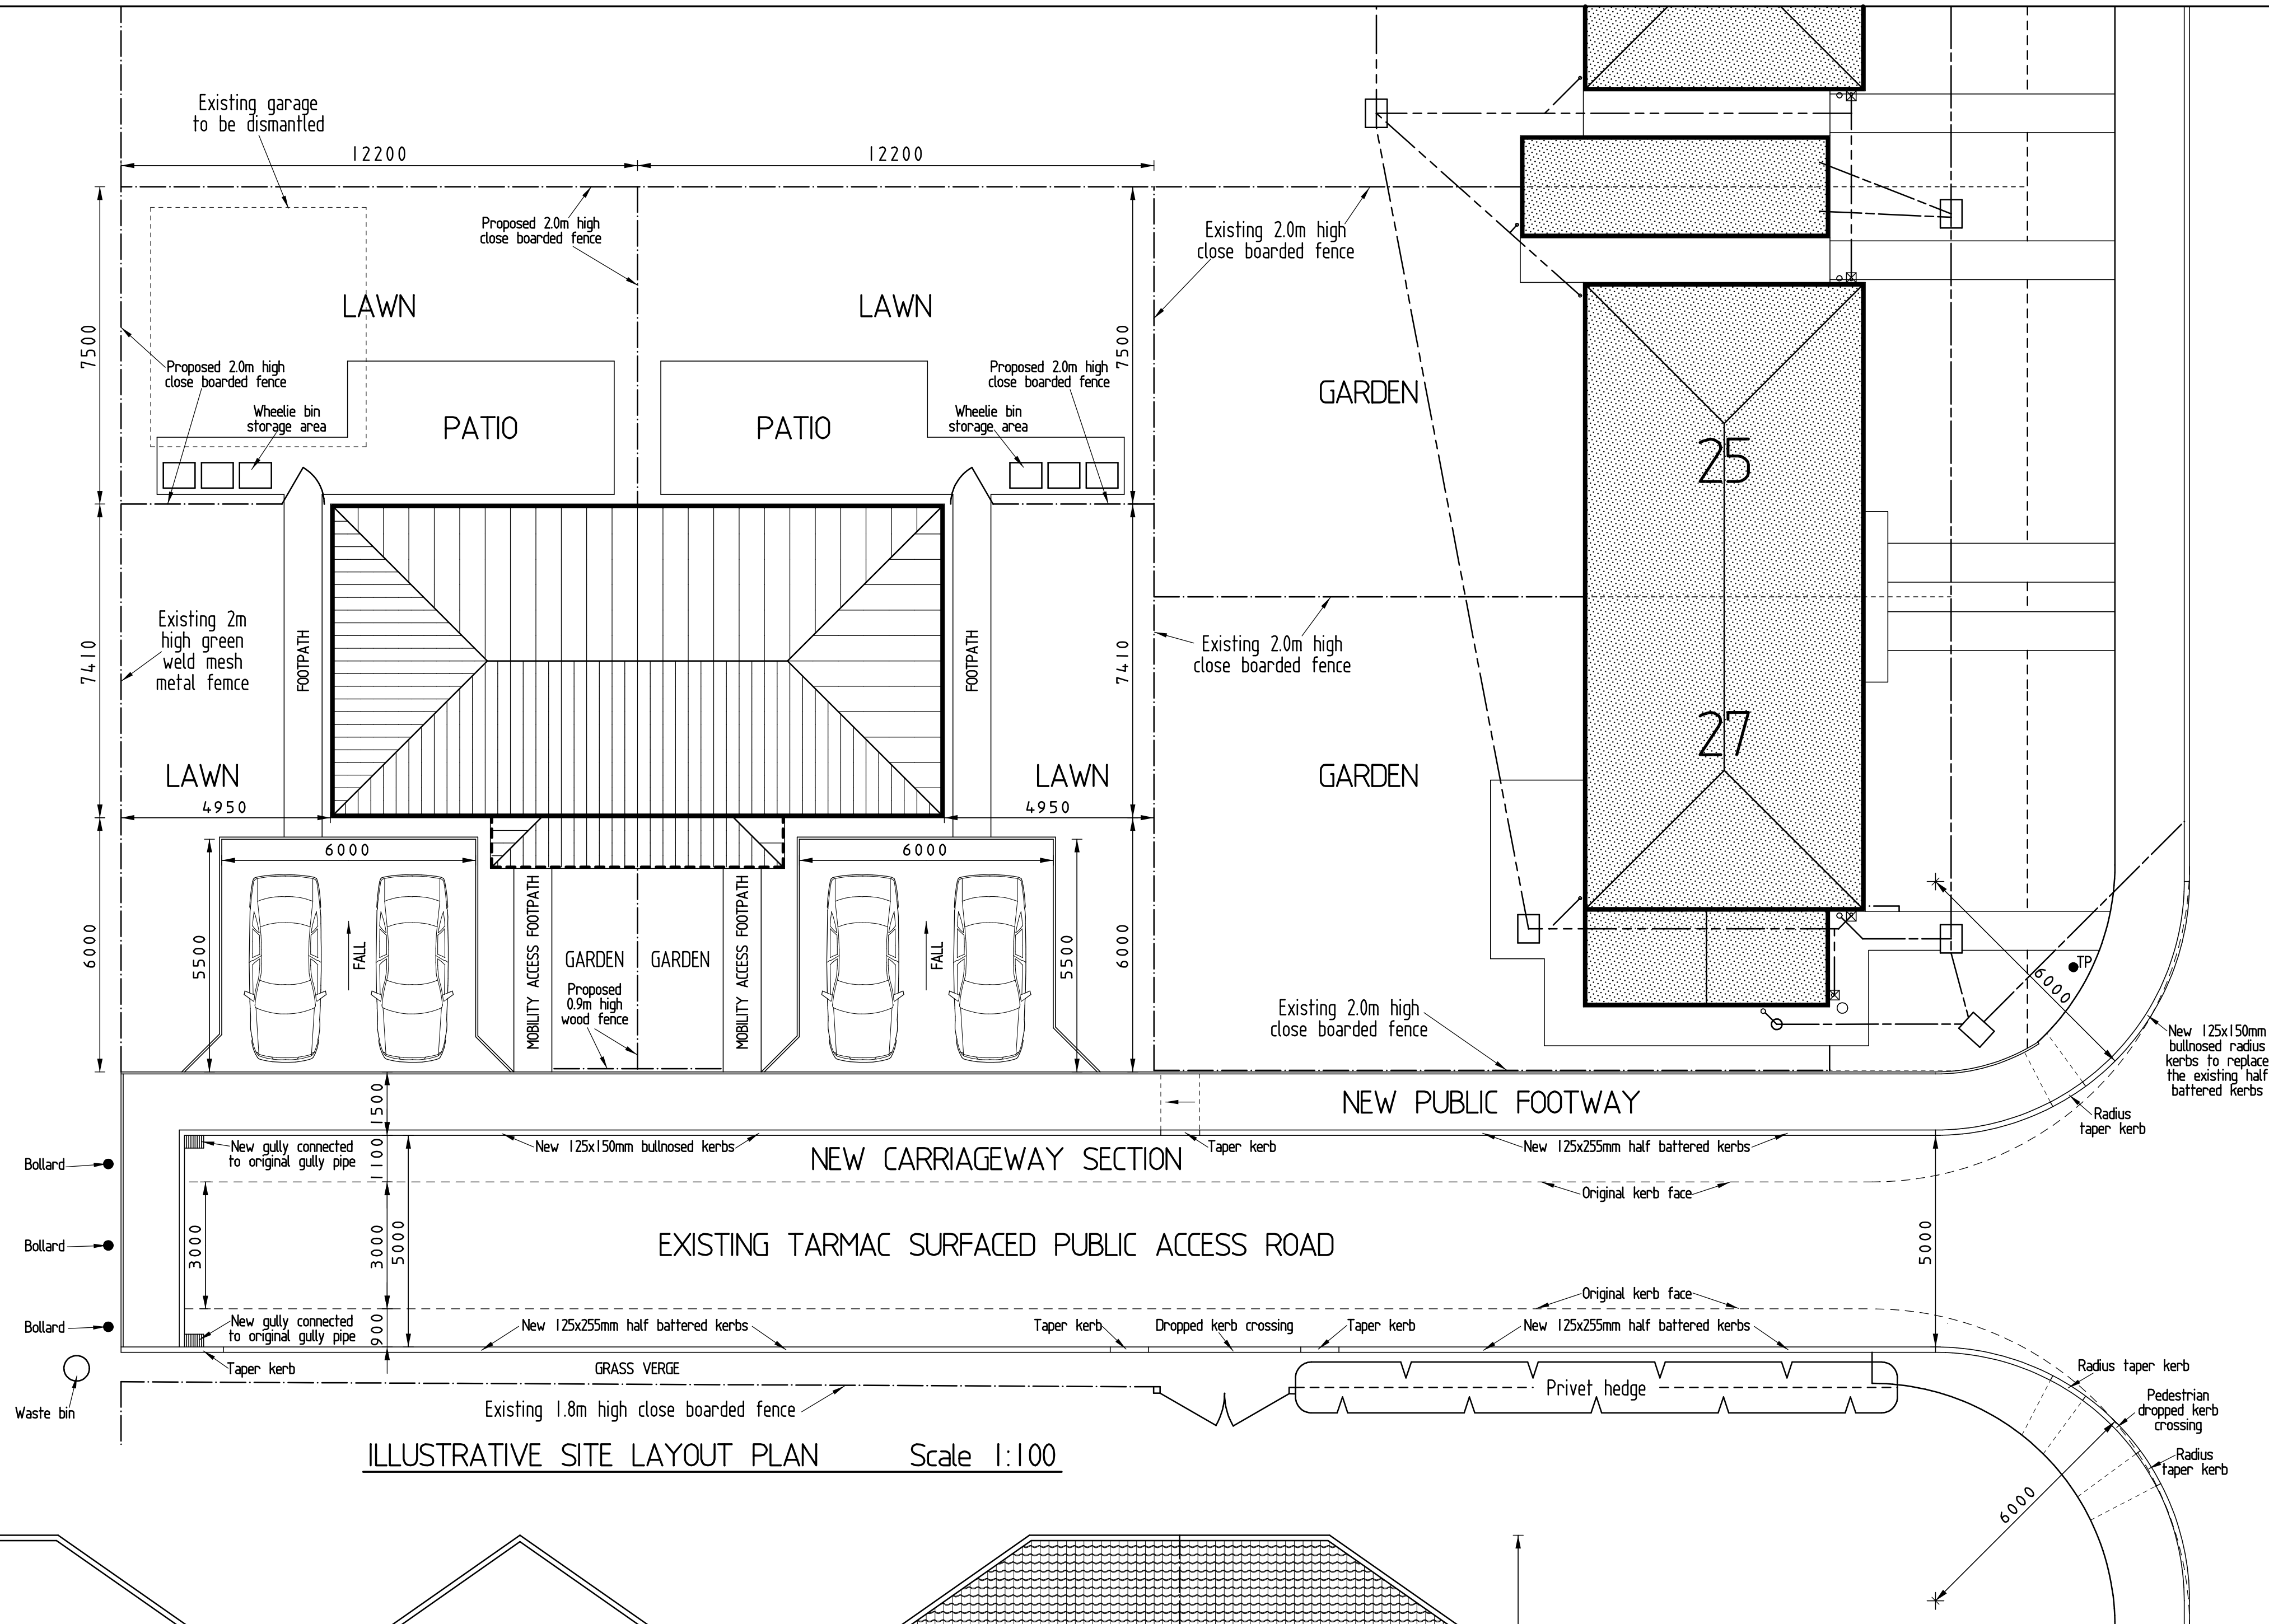 Existing garage
to be dismantled
12200
12200
Proposed 2.0m high
close boarded fence
Existing 2.0m high
close boarded fence
LAWN
LAWN
7500
7500
Proposed 2.0m high
close boarded fence
Proposed 2.0m high
close boarded fence
Wheelie bin
storage area
Wheelie bin
storage area
PATIO
PATIO
GARDEN
25
Existing 2m
high green
weld mesh
metal femce
7410
FOOTPATH
FOOTPATH
7410
Existing 2.0m high
close boarded fence
27
LAWN
LAWN
GARDEN
4950
4950
6000
6000
6000
5500
FALL
MOBILITY ACCESS FOOTPATH
GARDEN
GARDEN
MOBILITY ACCESS FOOTPATH
FALL
5500
6000
Proposed
0.9m high
wood fence
Existing 2.0m high
close boarded fence
TP
6000
New 125x150mm
bullnosed radius
kerbs to replace
the existing half
battered kerbs
Radius
taper kerb
1500
NEW PUBLIC FOOTWAY
Bollard
New gully connected
to original gully pipe
1100
New 125x150mm bullnosed kerbs
NEW CARRIAGEWAY SECTION
Taper kerb
New 125x255mm half battered kerbs
Original kerb face
Bollard
3000
3000
5000
EXISTING TARMAC SURFACED PUBLIC ACCESS ROAD
5000
Original kerb face
Bollard
New gully connected
to original gully pipe
900
New 125x255mm half battered kerbs
Taper kerb
Dropped kerb crossing
Taper kerb
New 125x255mm half battered kerbs
Taper kerb
GRASS VERGE
Radius taper kerb
Waste bin
Existing 1.8m high close boarded fence
Privet hedge
Pedestrian
dropped kerb
crossing
Radius
taper kerb
6000
ILLUSTRATIVE SITE LAYOUT PLAN Scale 1:100